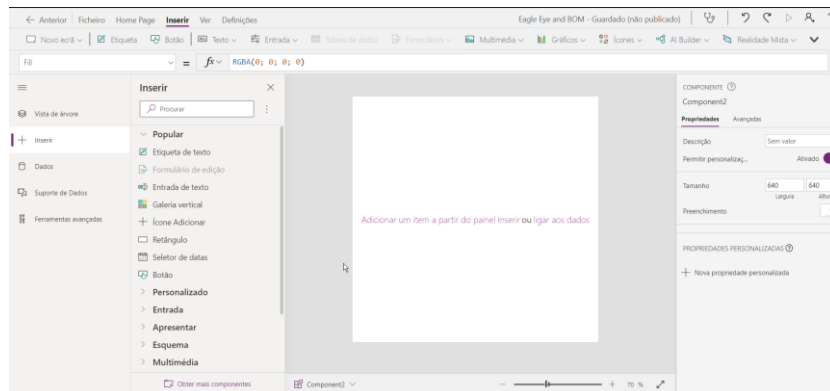 Anterior Ficheiro Home Page Inserir Ver Definições Eagle Eye and BOM - Guardado (não publicado)
Novo ecrã Etiqueta Botão Texto Entrada Tabela de dados Formulários Multimédia Gráficos Ícones AI Builder Realidade Mista
Fill = fx RGBA(0; 0; 0; 0)
Vista de árvore
Inserir
Dados
Suporte de Dados
Ferramentas avançadas
Inserir
Procurar
Popular
Etiqueta de texto
Formulário de edição
Entrada de texto
Galeria vertical
Ícone Adicionar
Retângulo
Seletor de datas
Botão
Personalizado
Entrada
Apresentar
Esquema
Multimédia
Obter mais componentes
Adicionar um item a partir do painel Inserir ou ligar aos dados
Component2
70 %
COMPONENTE
Component2
Propriedades Avançadas
Descrição Sem valor
Permitir personalizaç... Ativado
Tamanho 640 640
Largura Altur
Preenchimento
PROPRIEDADES PERSONALIZADAS
Nova propriedade personalizada